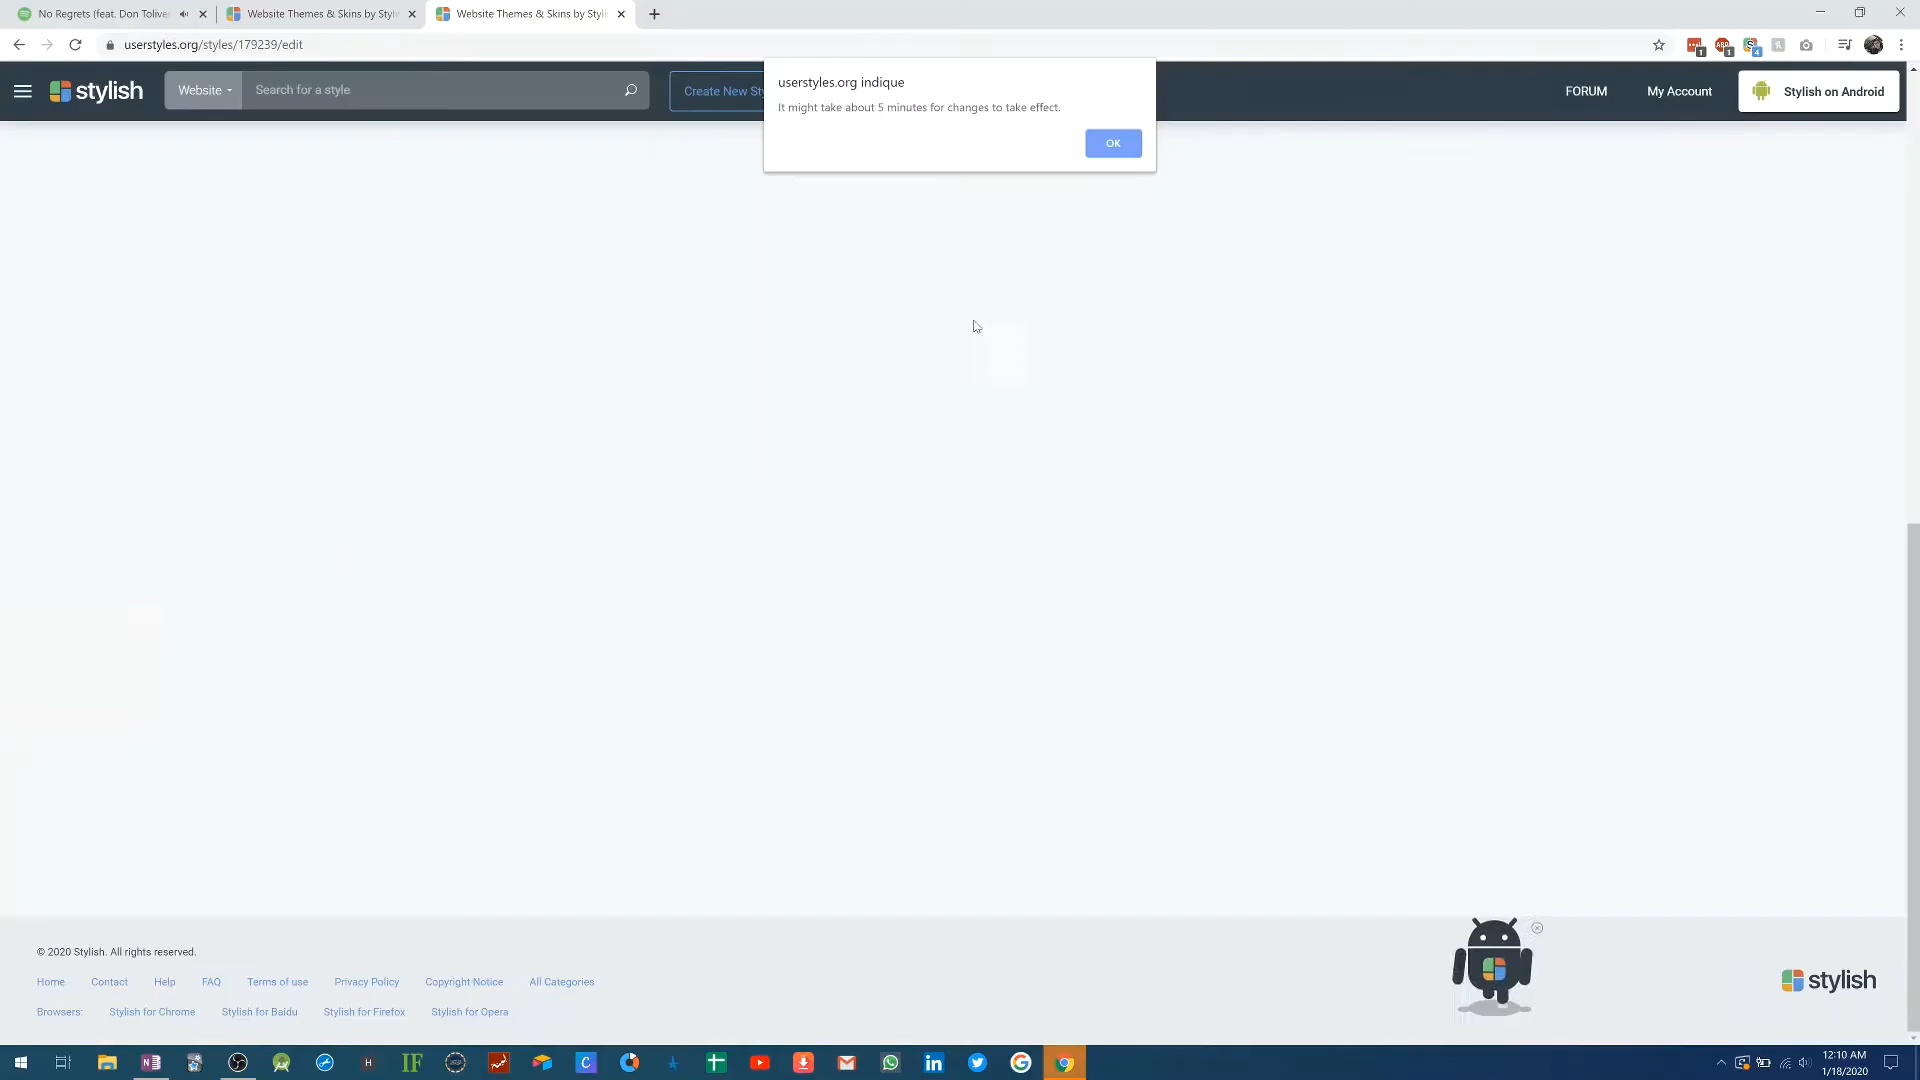 No Regrets (feat. Don Tolive
Website Themes & Skins by Styli
Website Themes & Skins by Styli
userstyles.org/styles/179239/edit
stylish
Website
Search for a style
Create New Sty
FORUM
My Account
Stylish on Android
userstyles.org indique
It might take about 5 minutes for changes to take effect.
OK
© 2020 Stylish. All rights reserved.
Home Contact Help FAQ Terms of use Privacy Policy Copyright Notice All Categories
Browsers: Stylish for Chrome Stylish for Baidu Stylish for Firefox Stylish for Opera
stylish
12:10 AM
1/18/2020